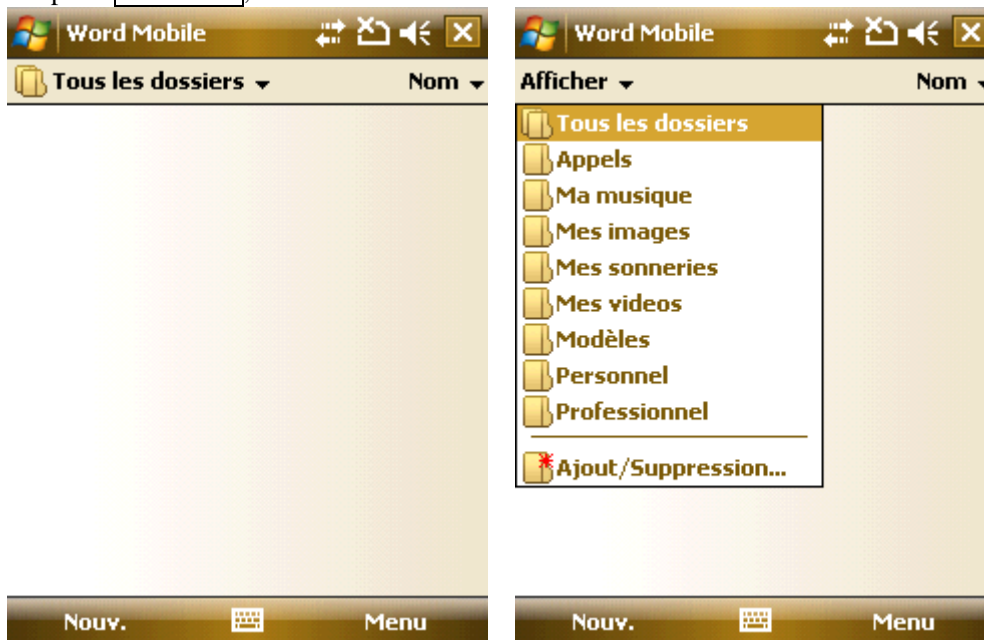 Word Mobile
Tous les dossiers
Nom
Nouv.
Menu
Word Mobile
Afficher
Nom
Tous les dossiers
Appels
Ma musique
Mes images
Mes sonneries
Mes videos
Modèles
Personnel
Professionnel
Ajout/Suppression...
Nouv.
Menu